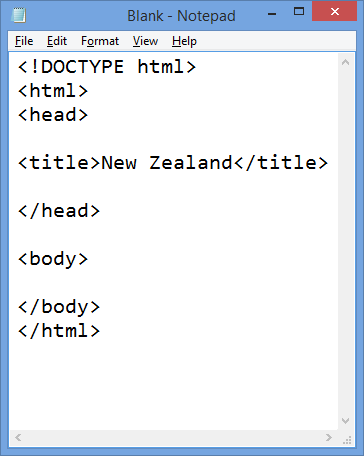 Blank - Notepad
File Edit Format View Help
<!DOCTYPE html>
<html>
<head>
<title>New Zealand</title>
</head>
<body>
</body>
</html>